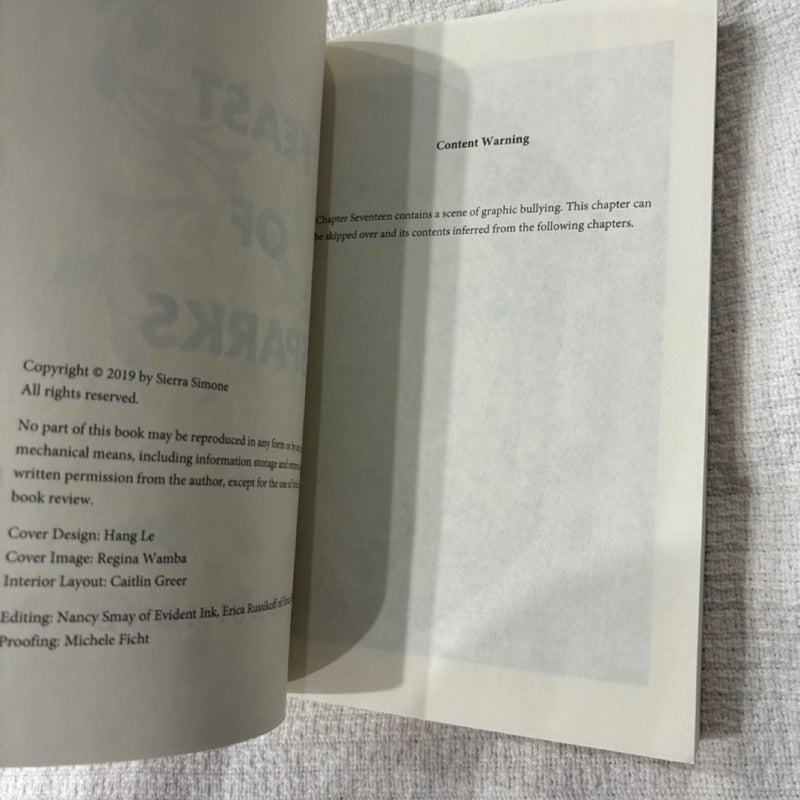 FEAST
OF
SPARKS
Copyright © 2019 by Sierra Simone
All rights reserved.
No part of this book may be reproduced in any form or by
mechanical means, including information storage and
written permission from the author, except for the use of
book review.
Cover Design: Hang Le
Cover Image: Regina Wamba
Interior Layout: Caitlin Greer
Editing: Nancy Smay of Evident Ink, Erica Russikoff of
Proofing: Michele Ficht
Content Warning
Chapter Seventeen contains a scene of graphic bullying. This chapter can
be skipped over and its contents inferred from the following chapters.